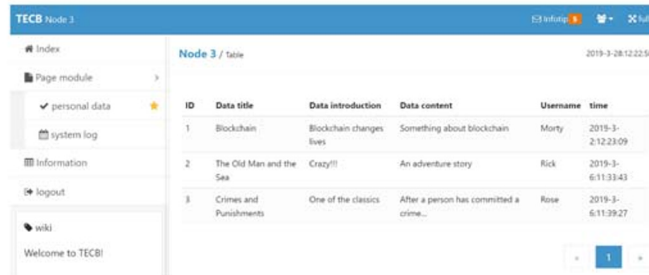 TECB Node 3
Infotip 5
full
Index
Page module
personal data
system log
Information
logout
wiki
Welcome to TECB!
Node 3 / Table
2019-3-28:12:22:5
ID Data title Data introduction Data content Username time
1 Blockchain Blockchain changes Something about blockchain Morty 2019-3-
lives 2:12:23:09
2 The Old Man and the Crazy!!! An adventure story Rick 2019-3-
Sea 6:11:33:43
3 Crimes and One of the classics After a person has committed a Rose 2019-3-
Punishments crime... 6:11:39:27
« 1 »